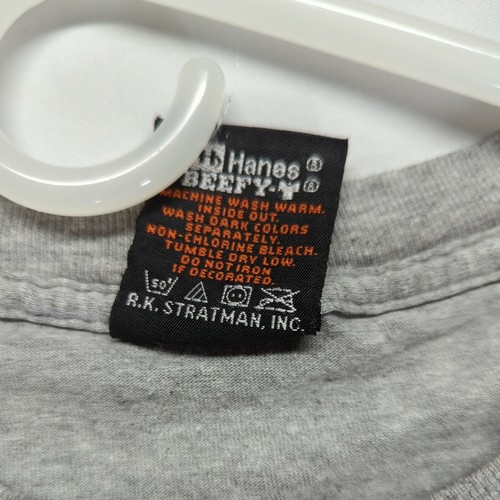 Hanes ®
BEEFY-T ®
MACHINE WASH WARM.
INSIDE OUT.
WASH DARK COLORS
SEPARATELY.
NON-CHLORINE BLEACH.
TUMBLE DRY LOW.
DO NOT IRON
IF DECORATED.
50°
R.K. STRATMAN, INC.